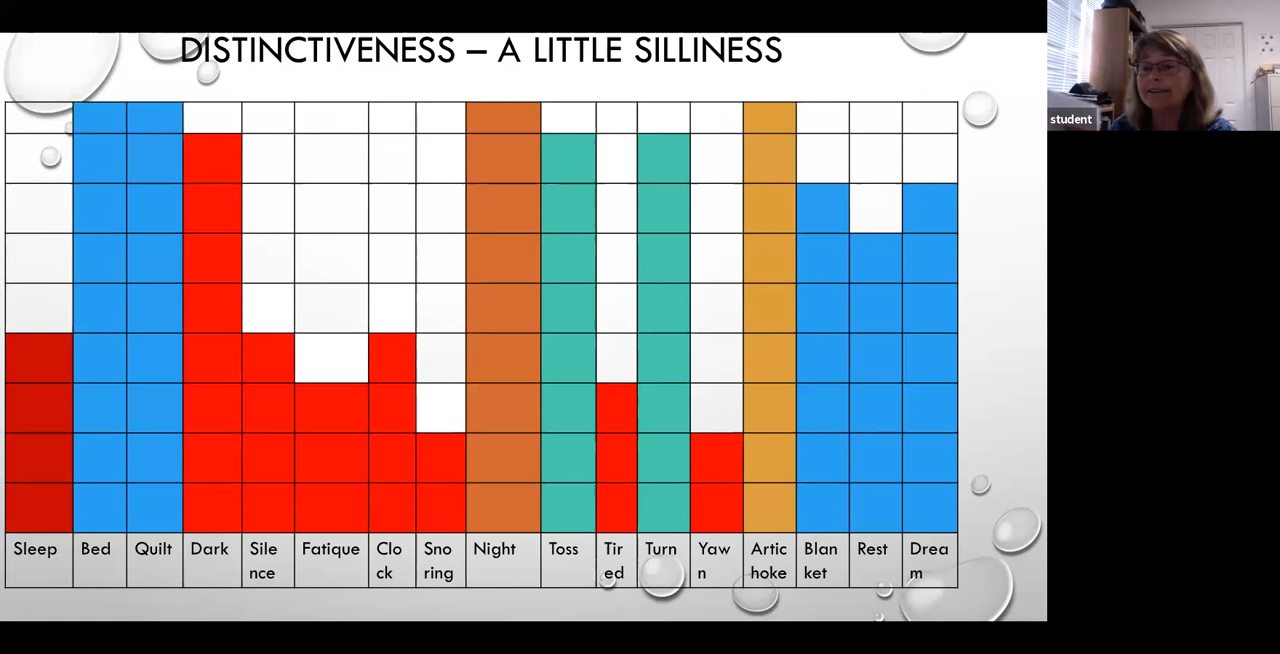 DISTINCTIVENESS – A LITTLE SILLINESS
student
Sleep Bed Quilt Dark Sile Fatique Clo Sno Night Toss Tir Turn Yaw Artic Blan Rest Drea
nce ck ring ed n hoke ket m